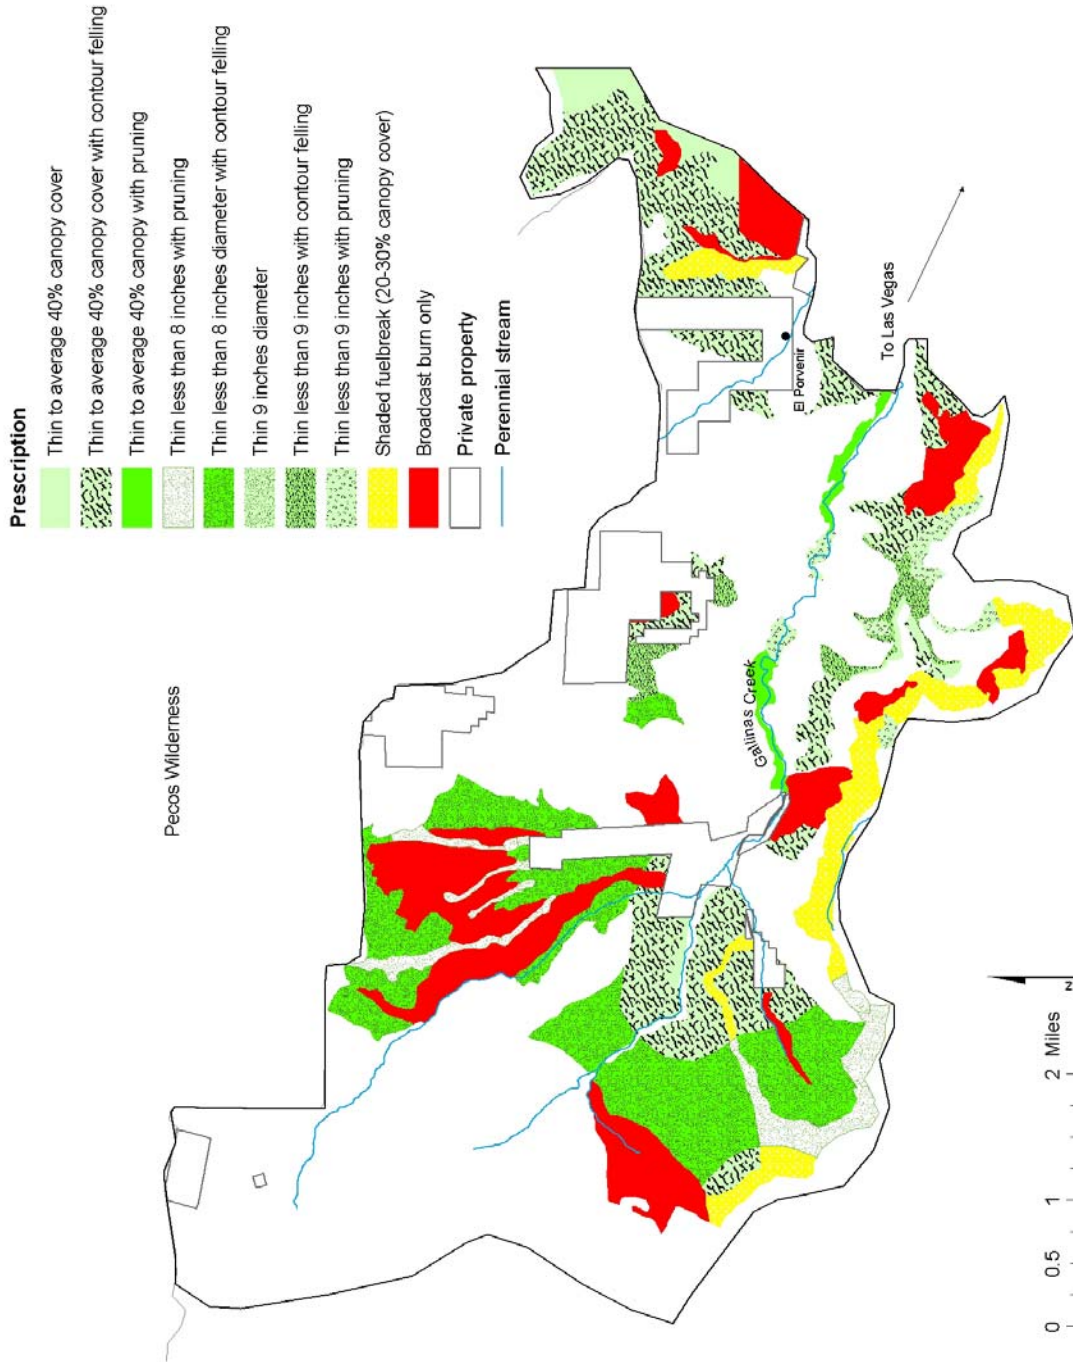 Prescription
Thin to average 40% canopy cover
Thin to average 40% canopy cover with contour felling
Thin to average 40% canopy with pruning
Thin less than 8 inches with pruning
Thin less than 8 inches diameter with contour felling
Thin 9 inches diameter
Thin less than 9 inches with contour felling
Thin less than 9 inches with pruning
Shaded fuelbreak (20-30% canopy cover)
Broadcast burn only
Private property
Perennial stream
Pecos Wilderness
Gallinas Creek
El Porvenir
To Las Vegas
N
0 0.5 1 2 Miles